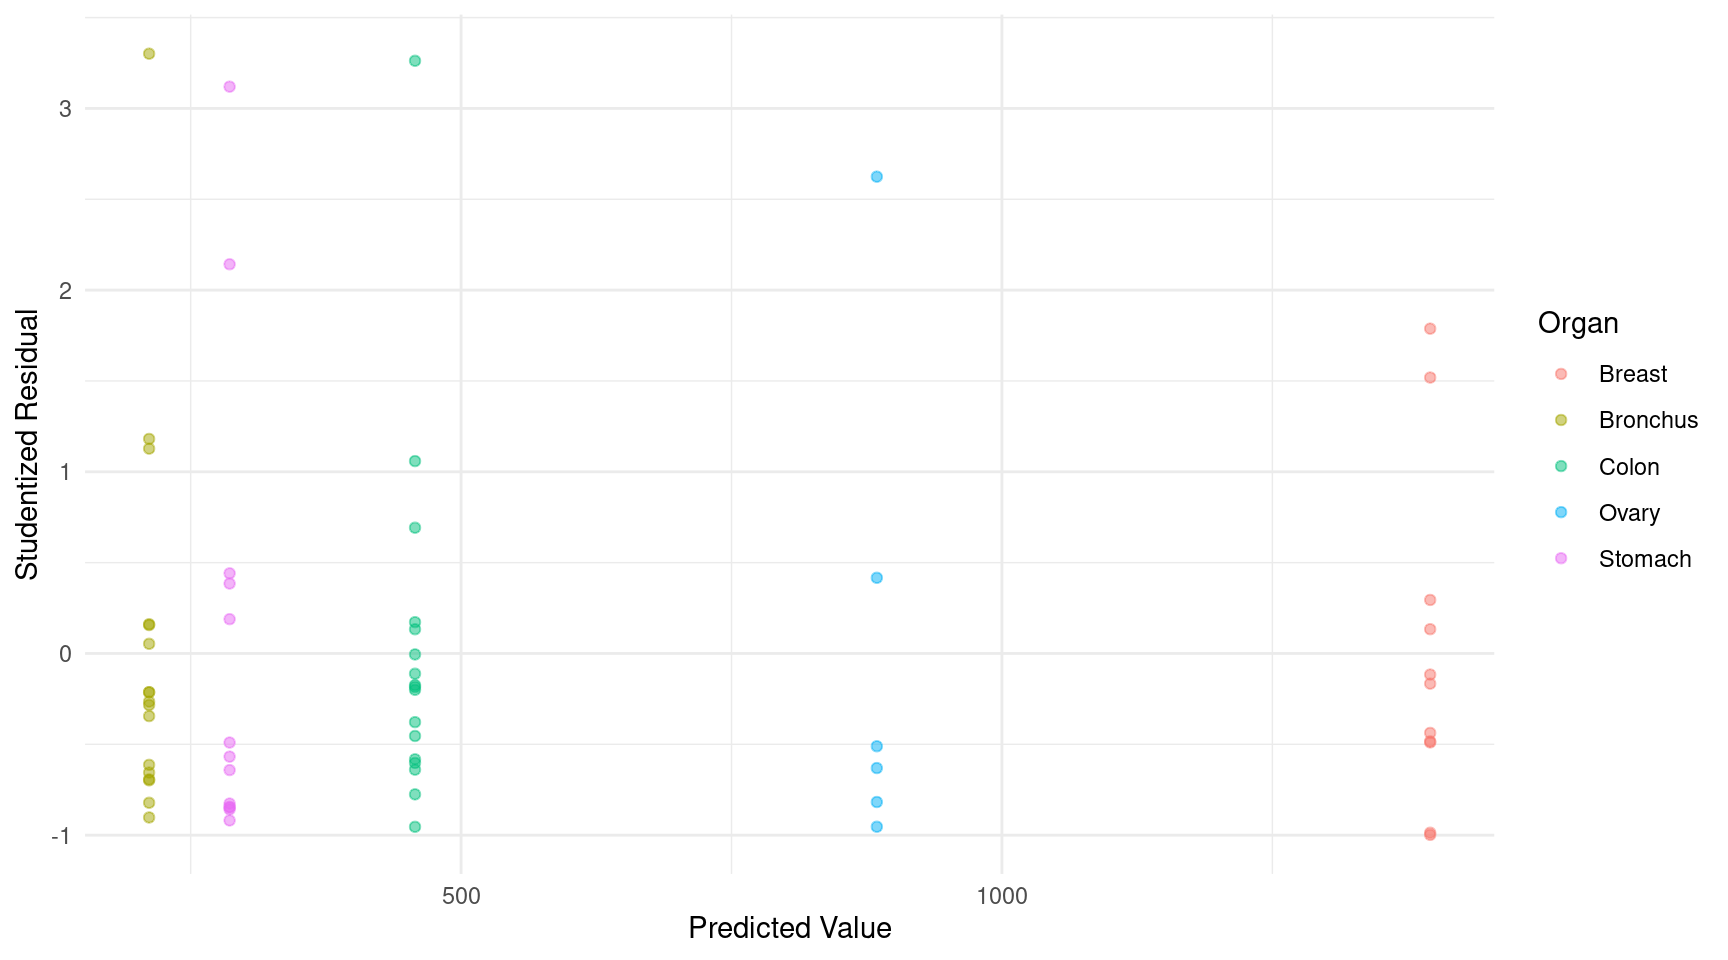 3
2
1
0
-1
Studentized Residual
500
1000
Predicted Value
Organ
Breast
Bronchus
Colon
Ovary
Stomach